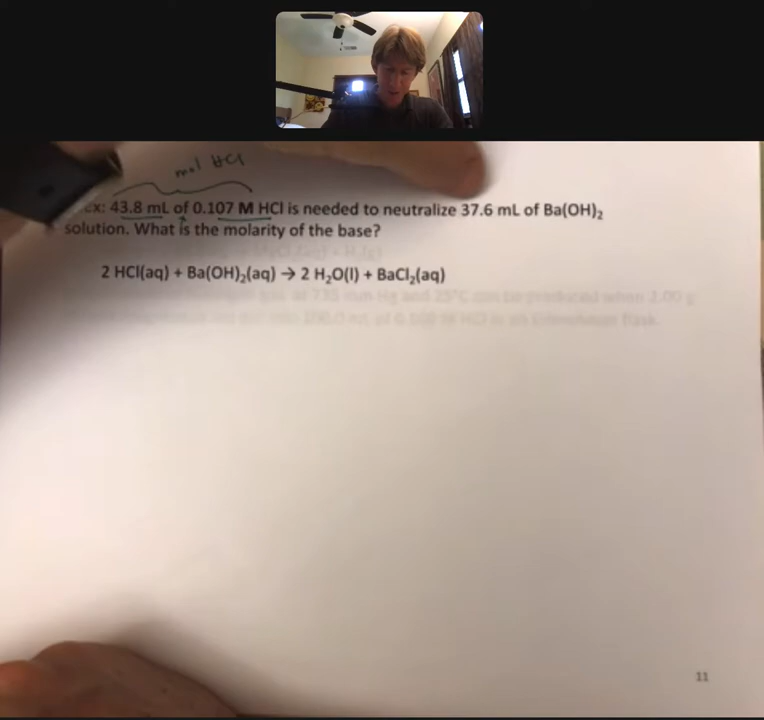 mol HCl
ex: 43.8 mL of 0.107 M HCl is needed to neutralize 37.6 mL of Ba(OH)₂
solution. What is the molarity of the base?
2 HCl(aq) + Ba(OH)₂(aq) → 2 H₂O(l) + BaCl₂(aq)
11